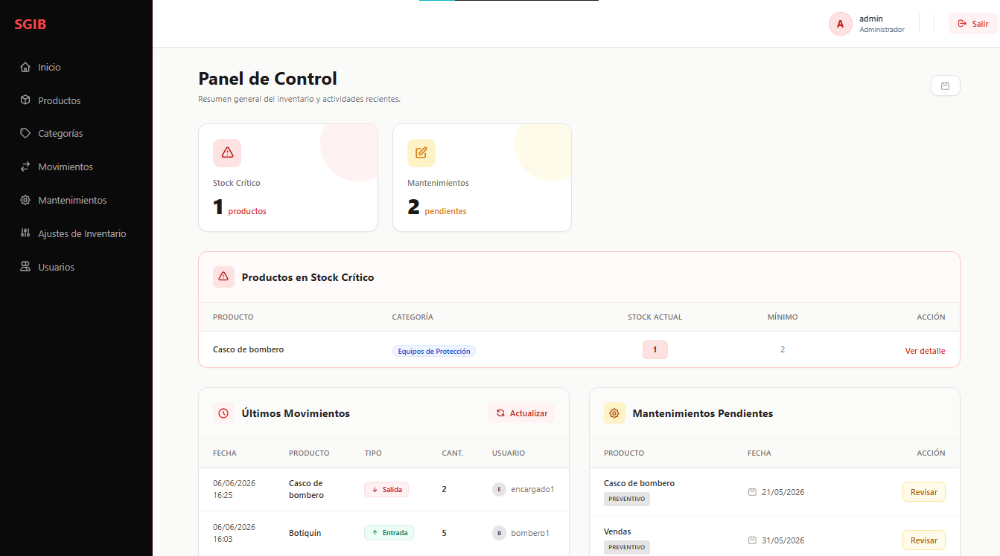 SGIB
Inicio
Productos
Categorías
Movimientos
Mantenimientos
Ajustes de Inventario
Usuarios
A
admin
Administrador
Salir
Panel de Control
Resumen general del inventario y actividades recientes.
Stock Crítico
1 productos
Mantenimientos
2 pendientes
Productos en Stock Crítico
PRODUCTO CATEGORÍA STOCK ACTUAL MÍNIMO ACCIÓN
Casco de bombero Equipos de Protección 1 2 Ver detalle
Últimos Movimientos Actualizar
FECHA PRODUCTO TIPO CANT. USUARIO
06/06/2026 16:25 Casco de bombero ↓ Salida 2 E encargado1
06/06/2026 16:03 Botiquín ↑ Entrada 5 B bombero1
Mantenimientos Pendientes
PRODUCTO FECHA ACCIÓN
Casco de bombero 21/05/2026 Revisar
PREVENTIVO
Vendas 31/05/2026 Revisar
PREVENTIVO